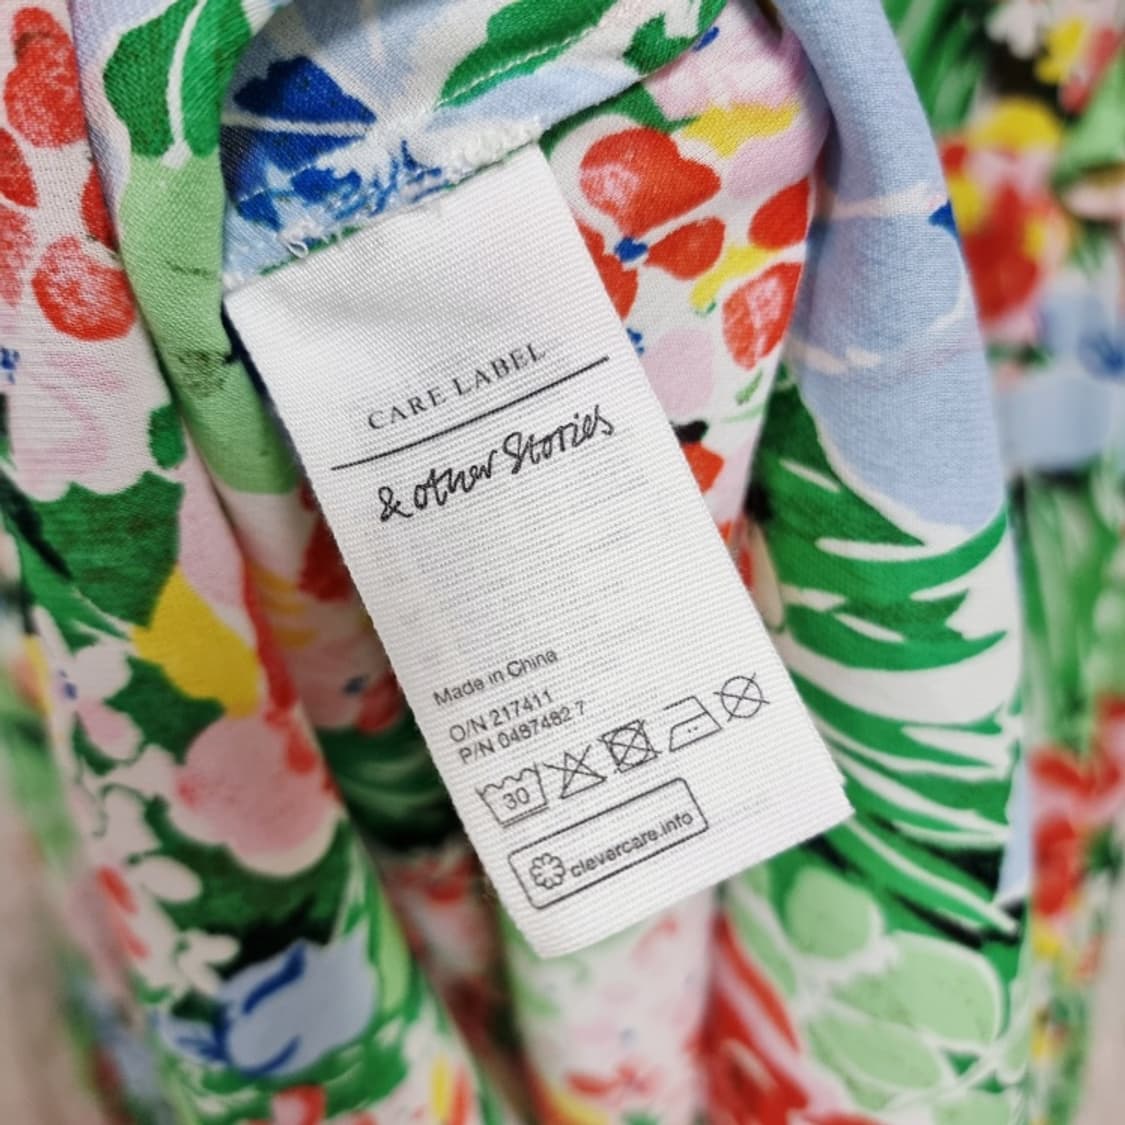 CARE LABEL
& other Stories
Made in China
O/N 217411
P/N 0487482 7
30
clevercare.info